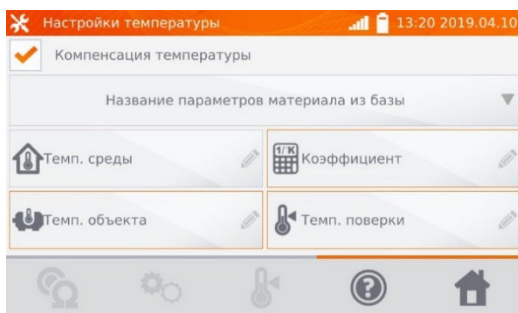 Настройки температуры 13:20 2019.04.10
Компенсация температуры
Название параметров материала из базы
Темп. среды
1/K Коэффициент
Темп. объекта
Темп. поверки
Ω
?